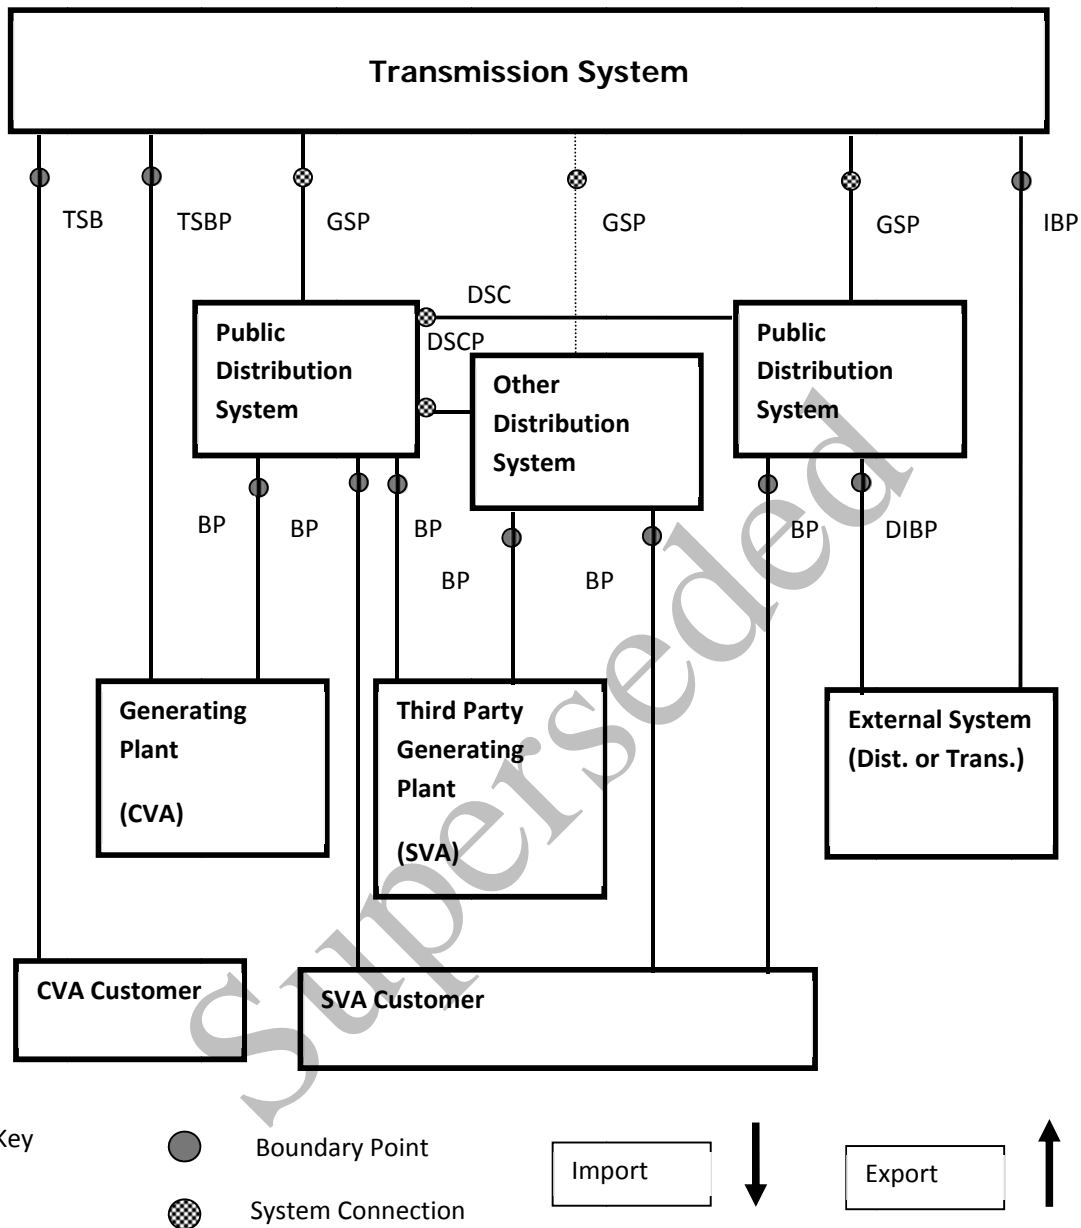 Transmission System
TSB
TSBP
GSP
GSP
GSP
IBP
DSC
DSCP
Public
Distribution
System
Other
Distribution
System
Public
Distribution
System
BP
BP
BP
BP
BP
BP
DIBP
Generating
Plant
(CVA)
Third Party
Generating
Plant
(SVA)
External System
(Dist. or Trans.)
CVA Customer
SVA Customer
Superseded
Key
Boundary Point
System Connection
Import
Export